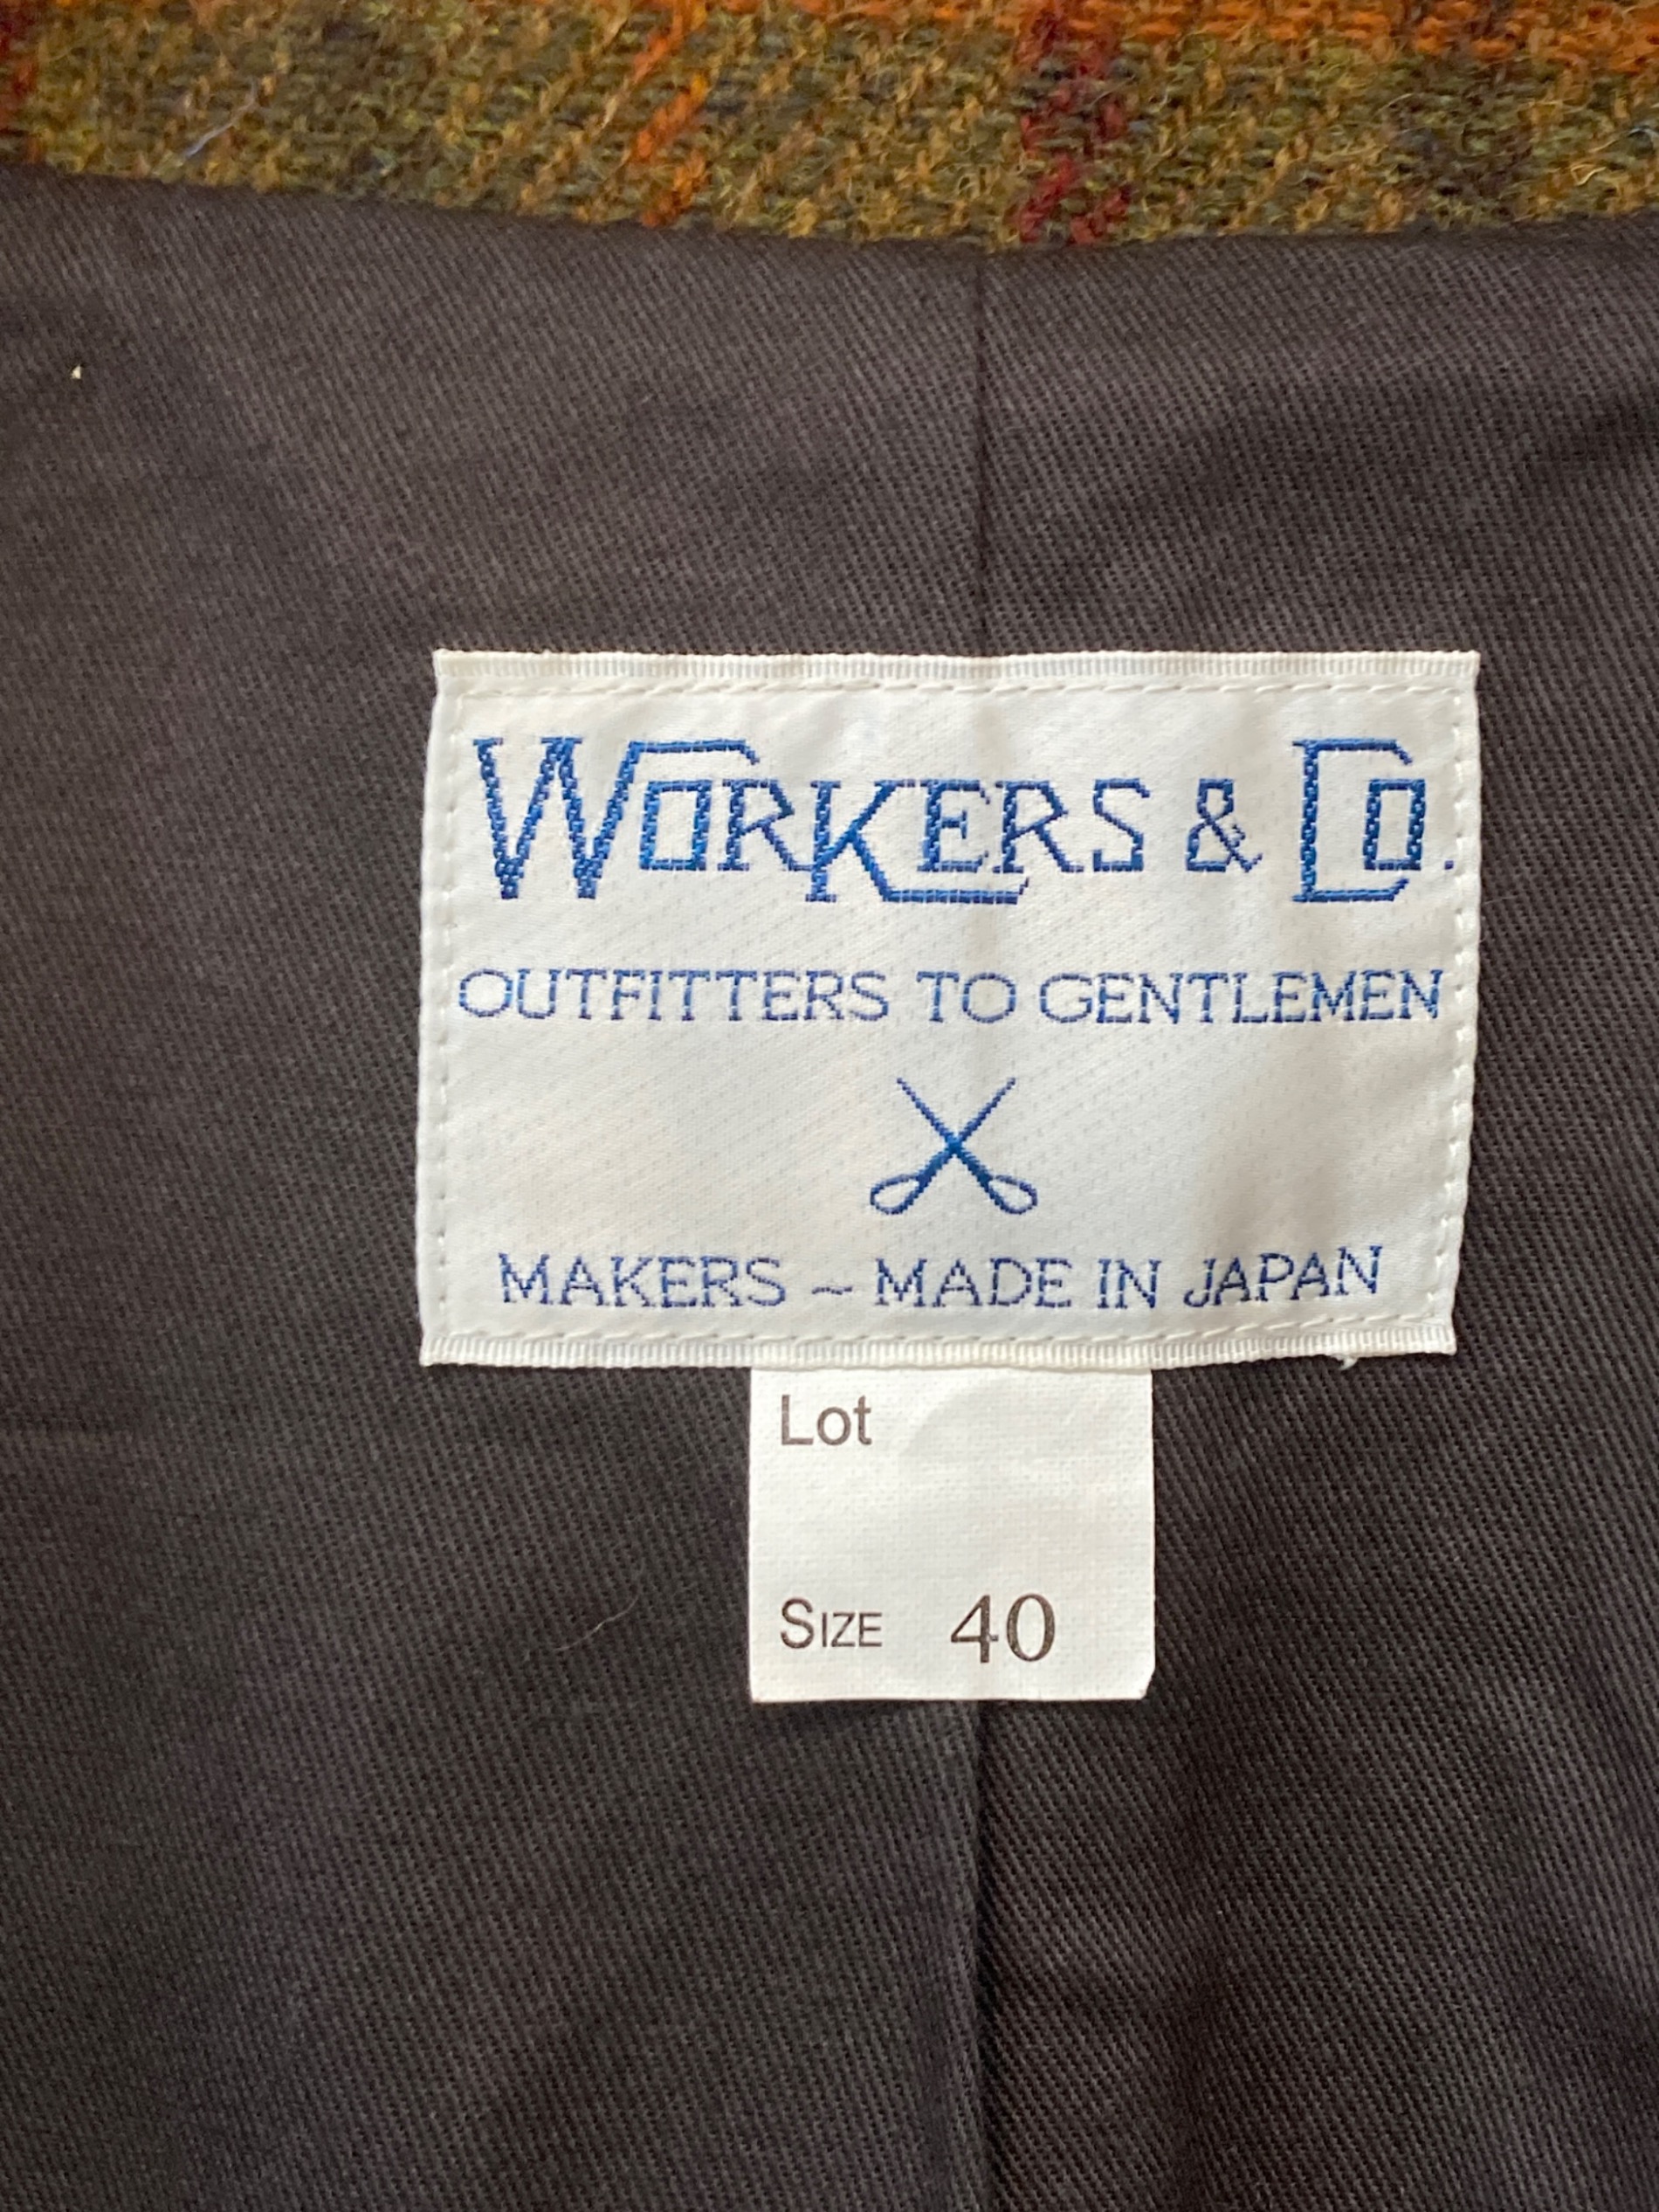 WORKERS & Co.
OUTFITTERS TO GENTLEMEN
MAKERS ~ MADE IN JAPAN
Lot
SIZE 40